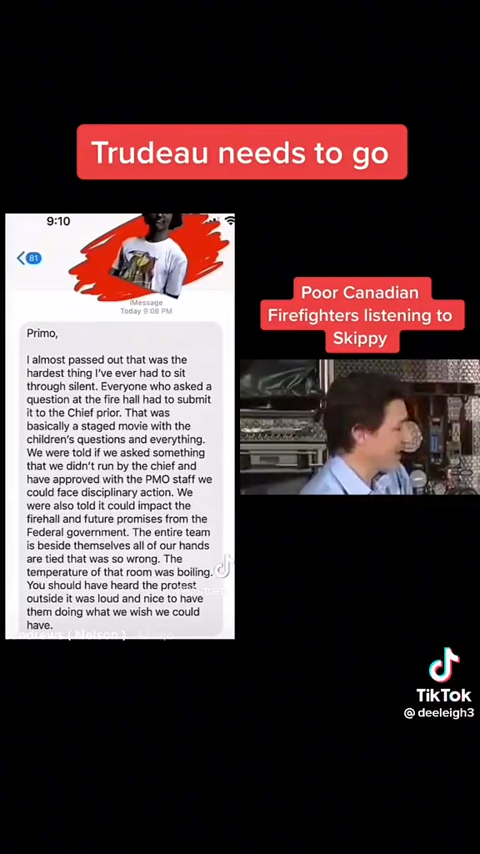 Trudeau needs to go
9:10
81
iMessage
Today 9:08 PM
Primo,
I almost passed out that was the
hardest thing I've ever had to sit
through silent. Everyone who asked a
question at the fire hall had to submit
it to the Chief prior. That was
basically a staged movie with the
children's questions and everything.
We were told if we asked something
that we didn't run by the chief and
have approved with the PMO staff we
could face disciplinary action. We
were also told it could impact the
firehall and future promises from the
Federal government. The entire team
is beside themselves all of our hands
are tied that was so wrong. The
temperature of that room was boiling.
You should have heard the protest
outside it was loud and nice to have
them doing what we wish we could
have.
Poor Canadian
Firefighters listening to
Skippy
TikTok
@ deeleigh3